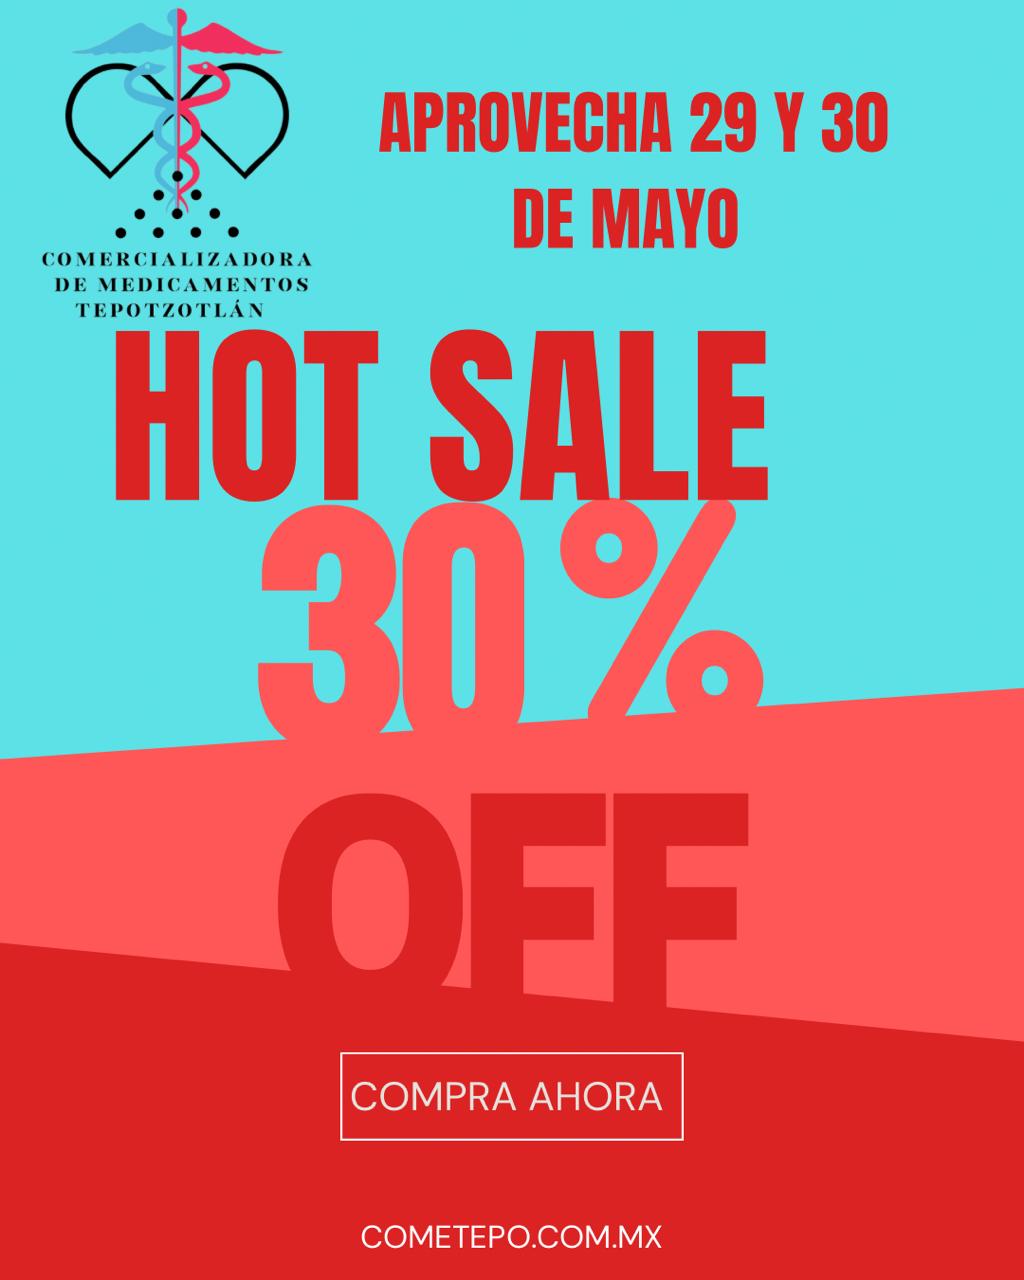 COMERCIALIZADORA
DE MEDICAMENTOS
TEPOTZOTLÁN
APROVECHA 29 Y 30
DE MAYO
HOT SALE
30%
OFF
COMPRA AHORA
COMETEPO.COM.MX